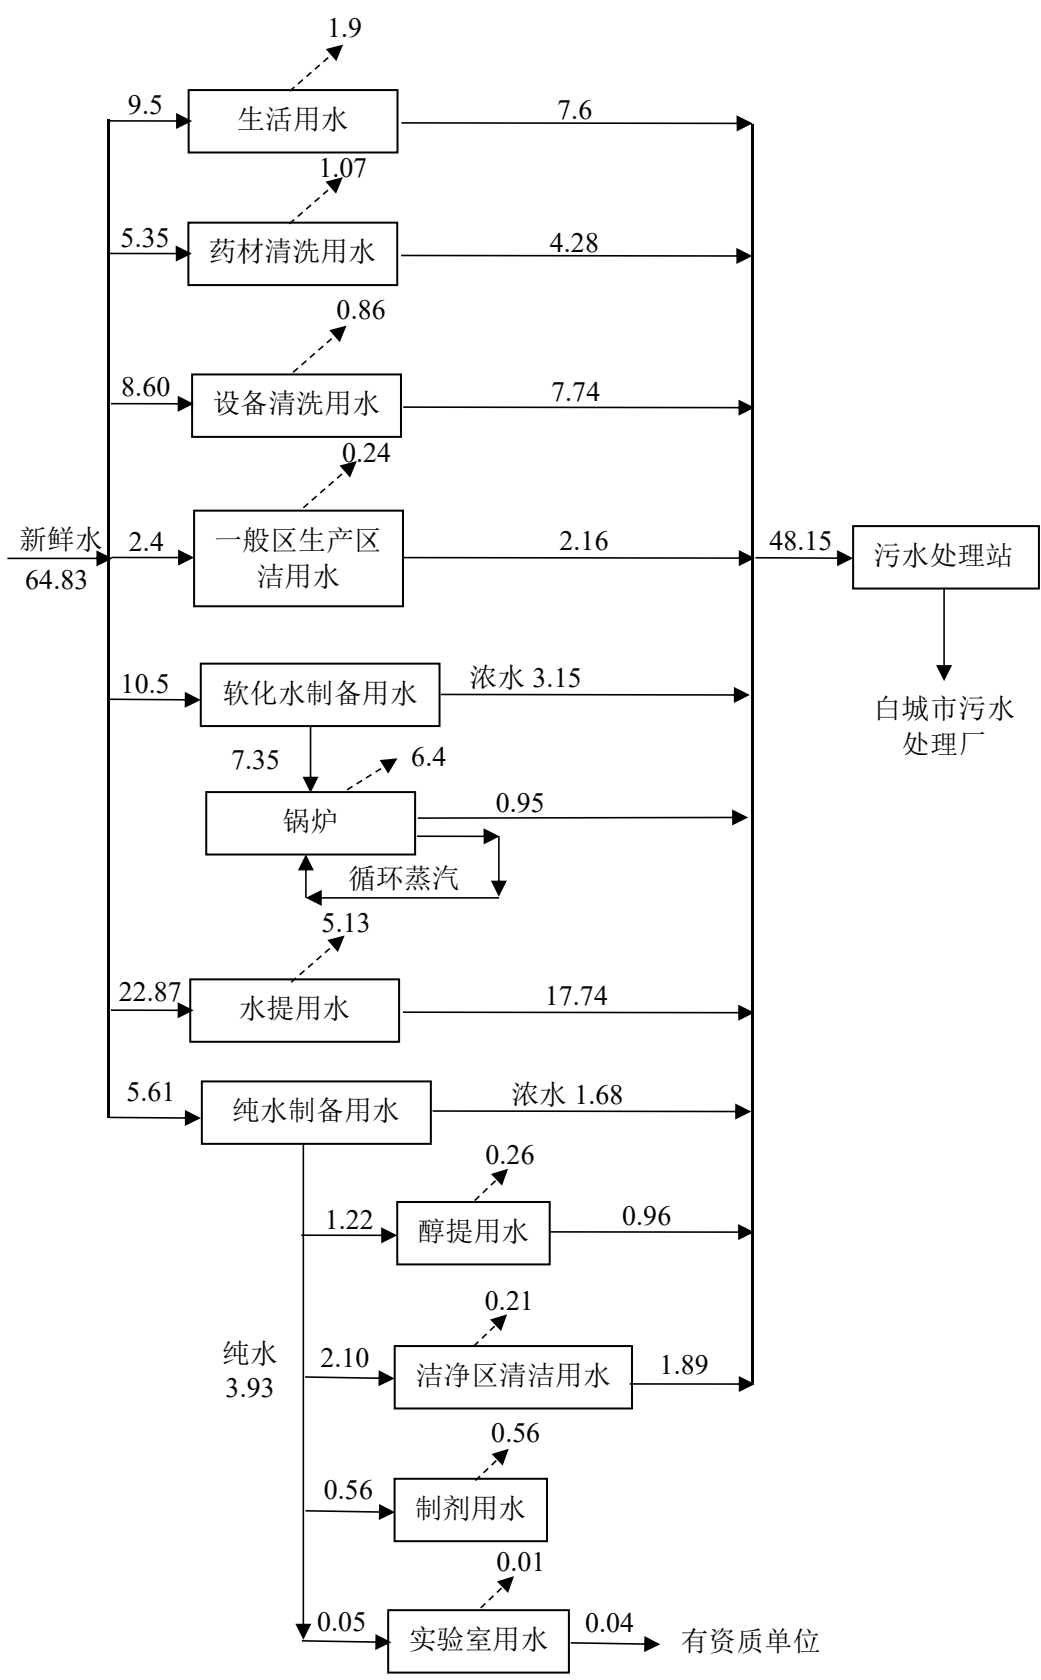 1.9
9.5
生活用水
7.6
1.07
5.35
药材清洗用水
4.28
0.86
8.60
设备清洗用水
7.74
0.24
新鲜水
64.83
2.4
一般区生产区
洁用水
2.16
48.15
污水处理站
白城市污水
处理厂
10.5
软化水制备用水
浓水 3.15
7.35
6.4
锅炉
0.95
循环蒸汽
5.13
22.87
水提用水
17.74
5.61
纯水制备用水
浓水 1.68
0.26
1.22
醇提用水
0.96
0.21
纯水
3.93
2.10
洁净区清洁用水
1.89
0.56
0.56
制剂用水
0.01
0.05
实验室用水
0.04
有资质单位